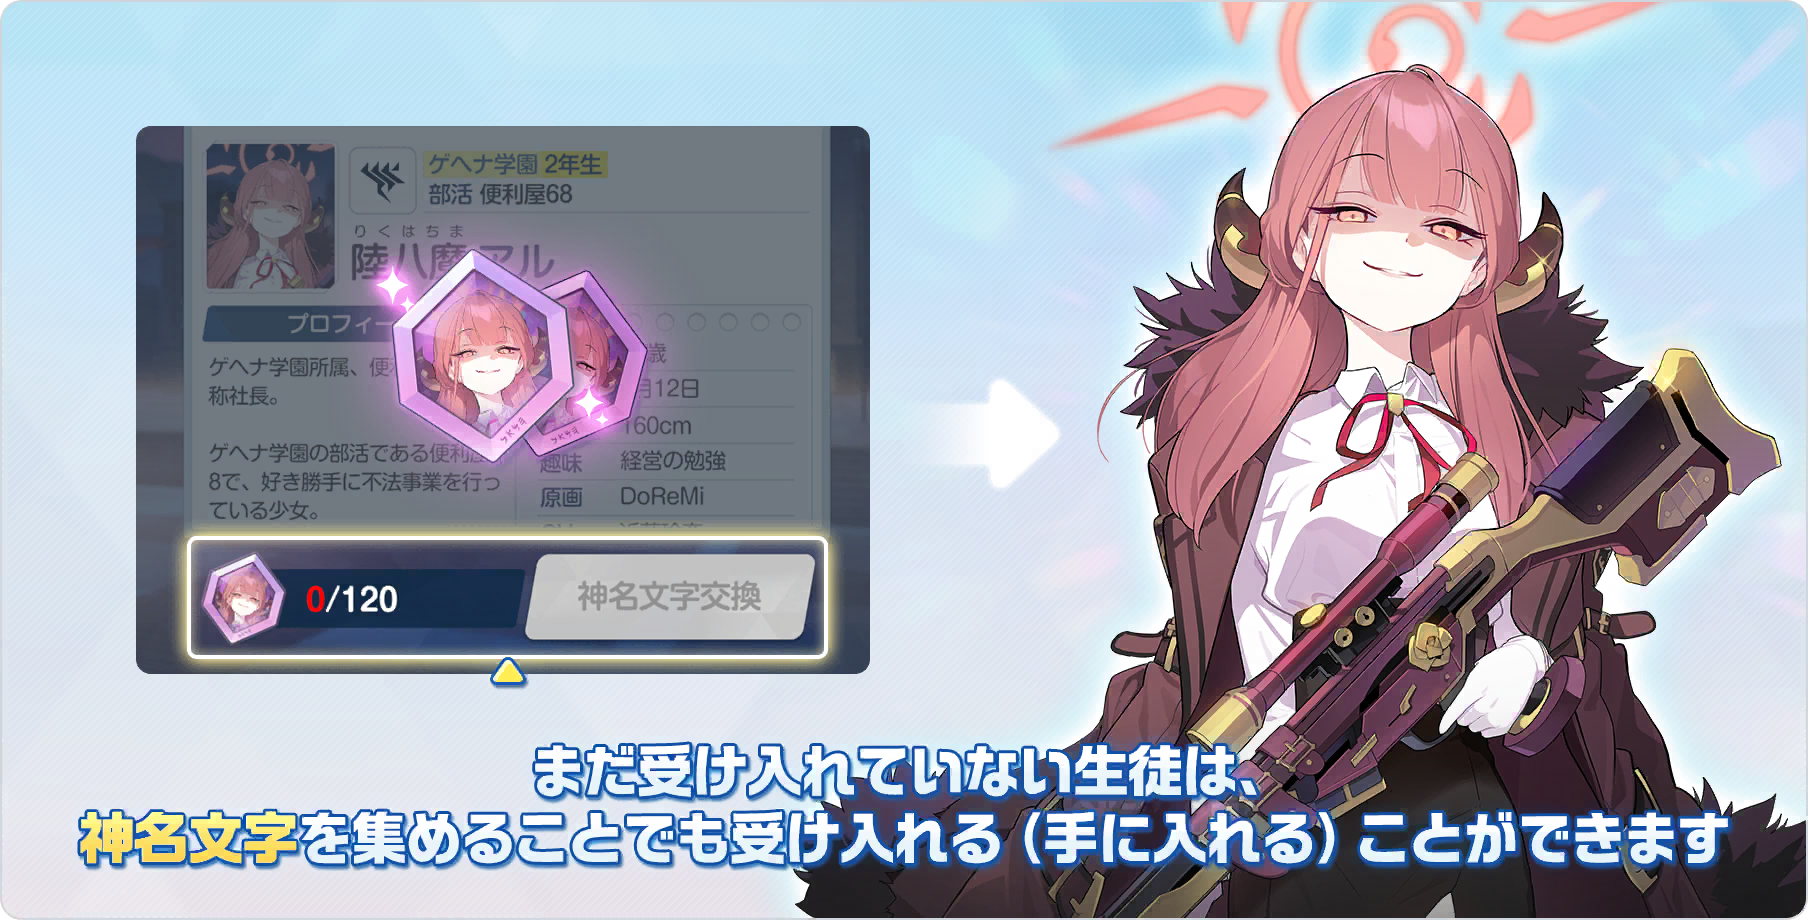 ゲヘナ学園 2年生
部活 便利屋68
りくはちま
陸八魔アル
プロフィー
ゲヘナ学園所属、便
称社長。
ゲヘナ学園の部活である便利屋
8で、好き勝手に不法事業を行っ
ている少女。
歳
月12日
160cm
趣味 経営の勉強
原画 DoReMi
0/120
神名文字交換
まだ受け入れていない生徒は、
神名文字を集めることでも受け入れる（手に入れる）ことができます